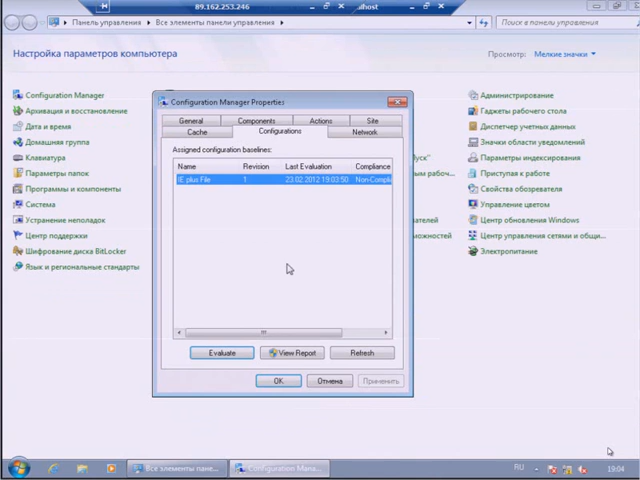 89.162.253.246
lhost
Панель управления
Все элементы панели управления
Поиск в панели управления
Настройка параметров компьютера
Просмотр:
Мелкие значки
Configuration Manager
Архивация и восстановление
Дата и время
Домашняя группа
Клавиатура
Параметры папок
Программы и компоненты
Система
Устранение неполадок
Центр поддержки
Шифрование диска BitLocker
Язык и региональные стандарты
Configuration Manager Properties
General
Components
Actions
Site
Cache
Configurations
Network
Assigned configuration baselines:
Name
Revision
Last Evaluation
Compliance
IE plus File
1
23.02.2012 19:03:50
Non-Compli
Evaluate
View Report
Refresh
OK
Отмена
Применить
Пуск"
ым рабоч...
ателей
можностей
Администрирование
Гаджеты рабочего стола
Диспетчер учетных данных
Значки области уведомлений
Параметры индексирования
Приступая к работе
Свойства обозревателя
Управление цветом
Центр обновления Windows
Центр управления сетями и общи...
Электропитание
Все элементы пане...
Configuration Mana...
RU
19:04